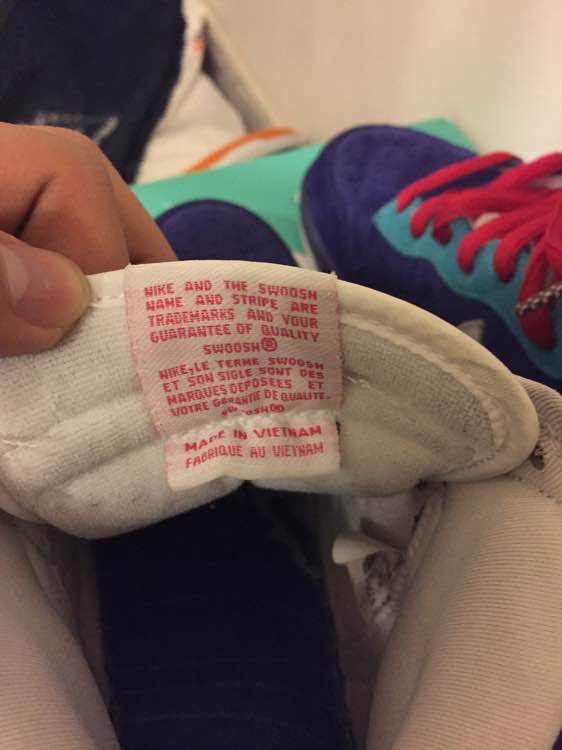 NIKE AND THE SWOOSH
NAME AND STRIPE ARE
TRADEMARKS AND YOUR
GUARANTEE OF QUALITY
SWOOSH®
NIKE, LE TERME SWOOSH
ET SON SIGLE SONT DES
MARQUES DEPOSEES ET
VOTRE GARANTIE DE QUALITE.
MADE IN VIETNAM
FABRIQUE AU VIETNAM